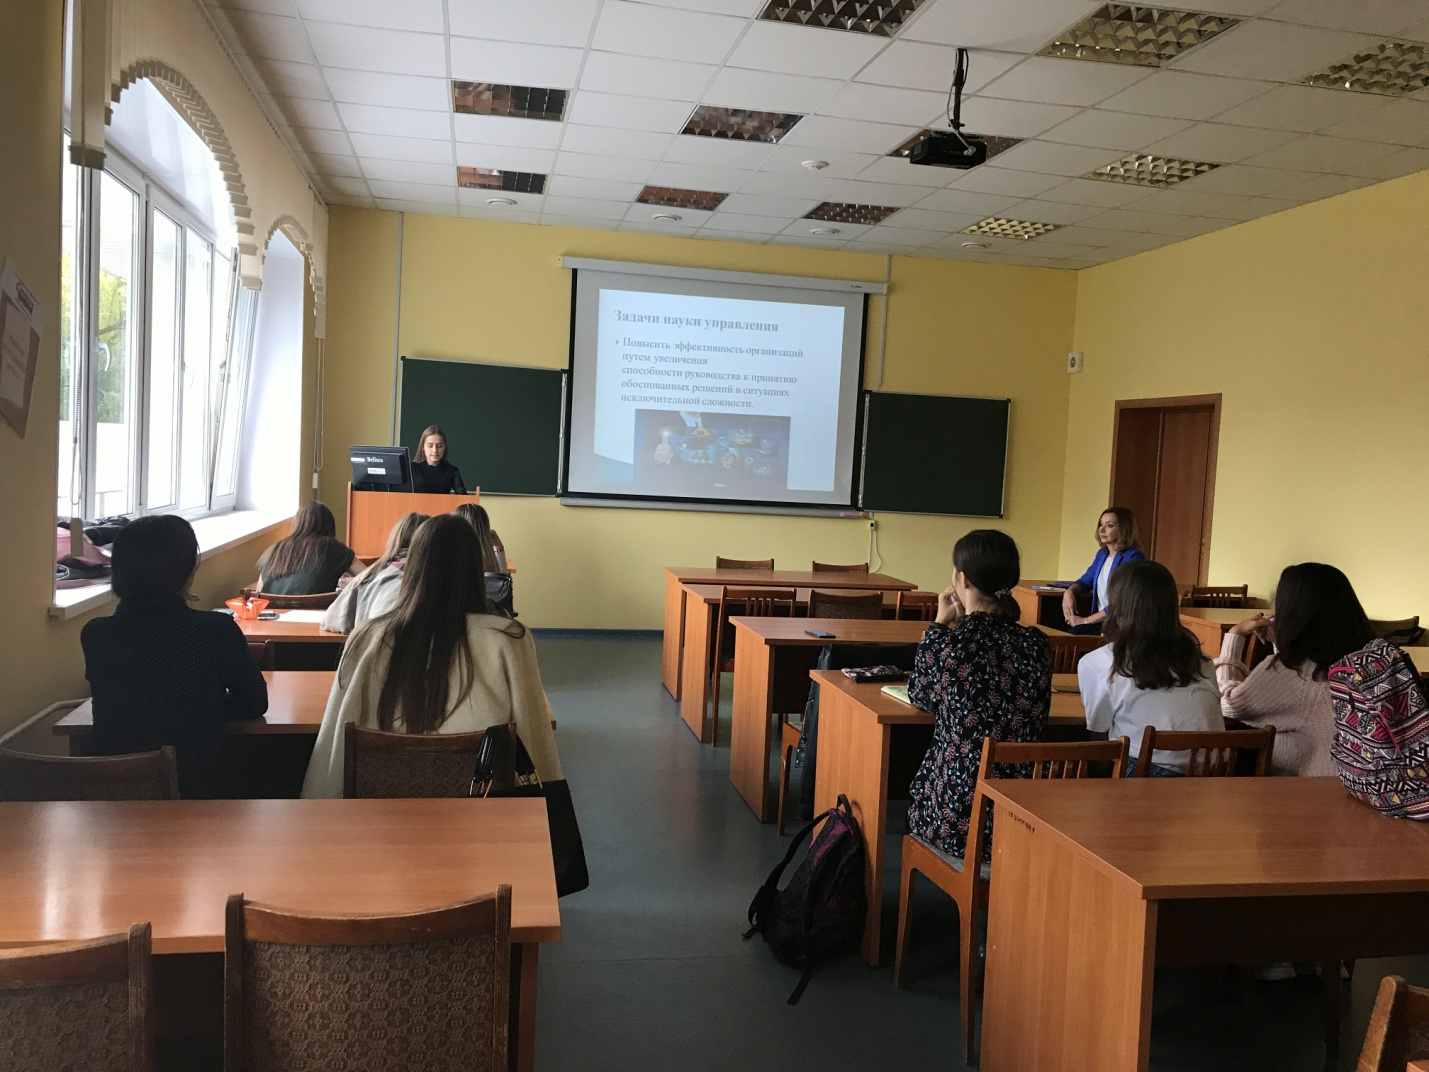 Задачи науки управления
Повысить эффективность организаций
путем увеличения
способности руководства к принятию
обоснованных решений в ситуациях
исключительной сложности.